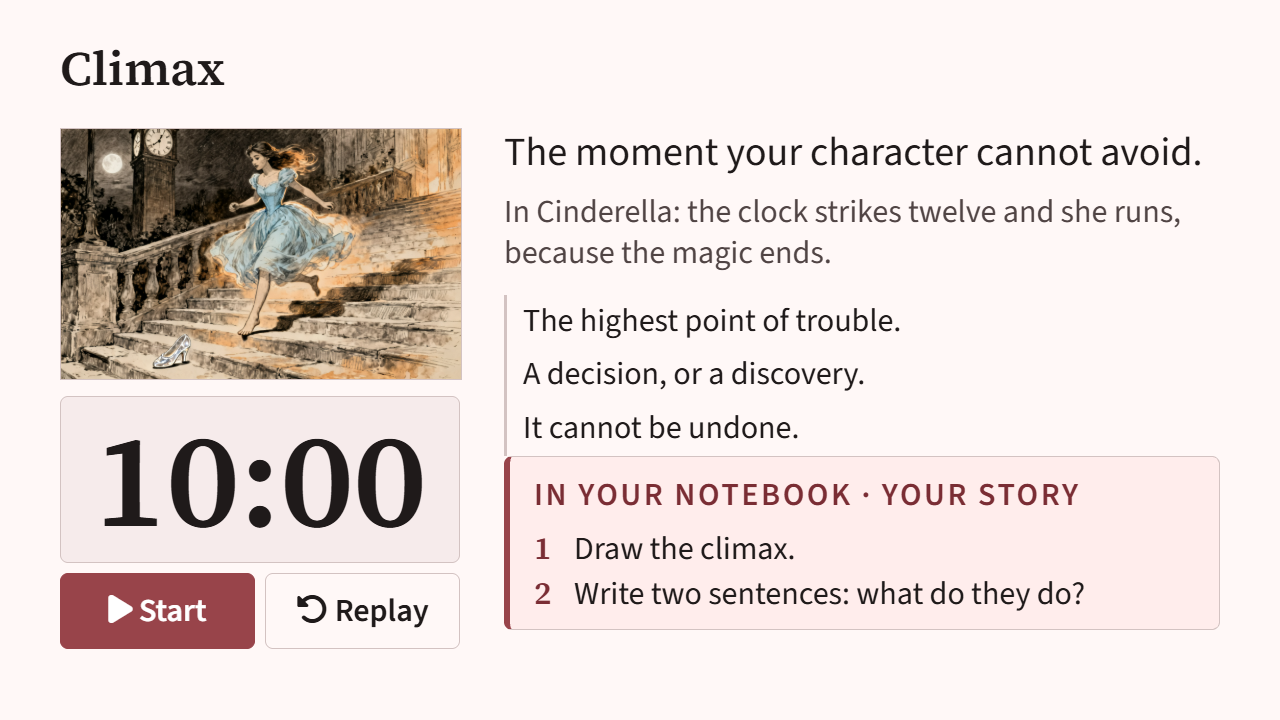 Climax
The moment your character cannot avoid.
In Cinderella: the clock strikes twelve and she runs,
because the magic ends.
The highest point of trouble.
A decision, or a discovery.
It cannot be undone.
10:00
Start
Replay
IN YOUR NOTEBOOK · YOUR STORY
1 Draw the climax.
2 Write two sentences: what do they do?